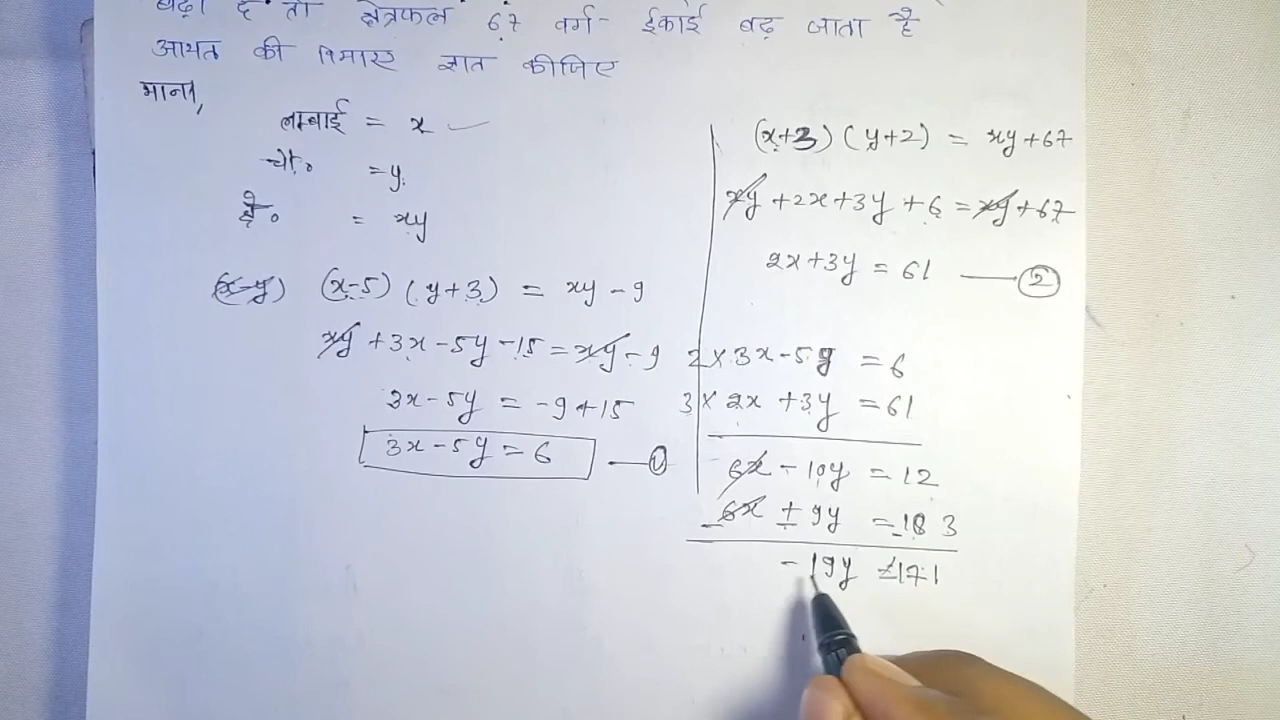 तो क्षेत्रफल 67 वर्ग- ईकाई बढ़ जाता है
आयत की विमाए ज्ञात कीजिए
माना,
लम्बाई = x
चौ० = y
क्षे० = xy
(x-y) (x-5) (y+3) = xy - 9
xy + 3x - 5y - 15 = xy - 9
3x - 5y = -9 + 15
3x - 5y = 6 — ①
(x+3) (y+2) = xy + 67
xy + 2x + 3y + 6 = xy + 67
2x + 3y = 61 — ②
2 × 3x - 5y = 6
3 × 2x + 3y = 61
6x - 10y = 12
6x + 9y = 183
- 19y = -171